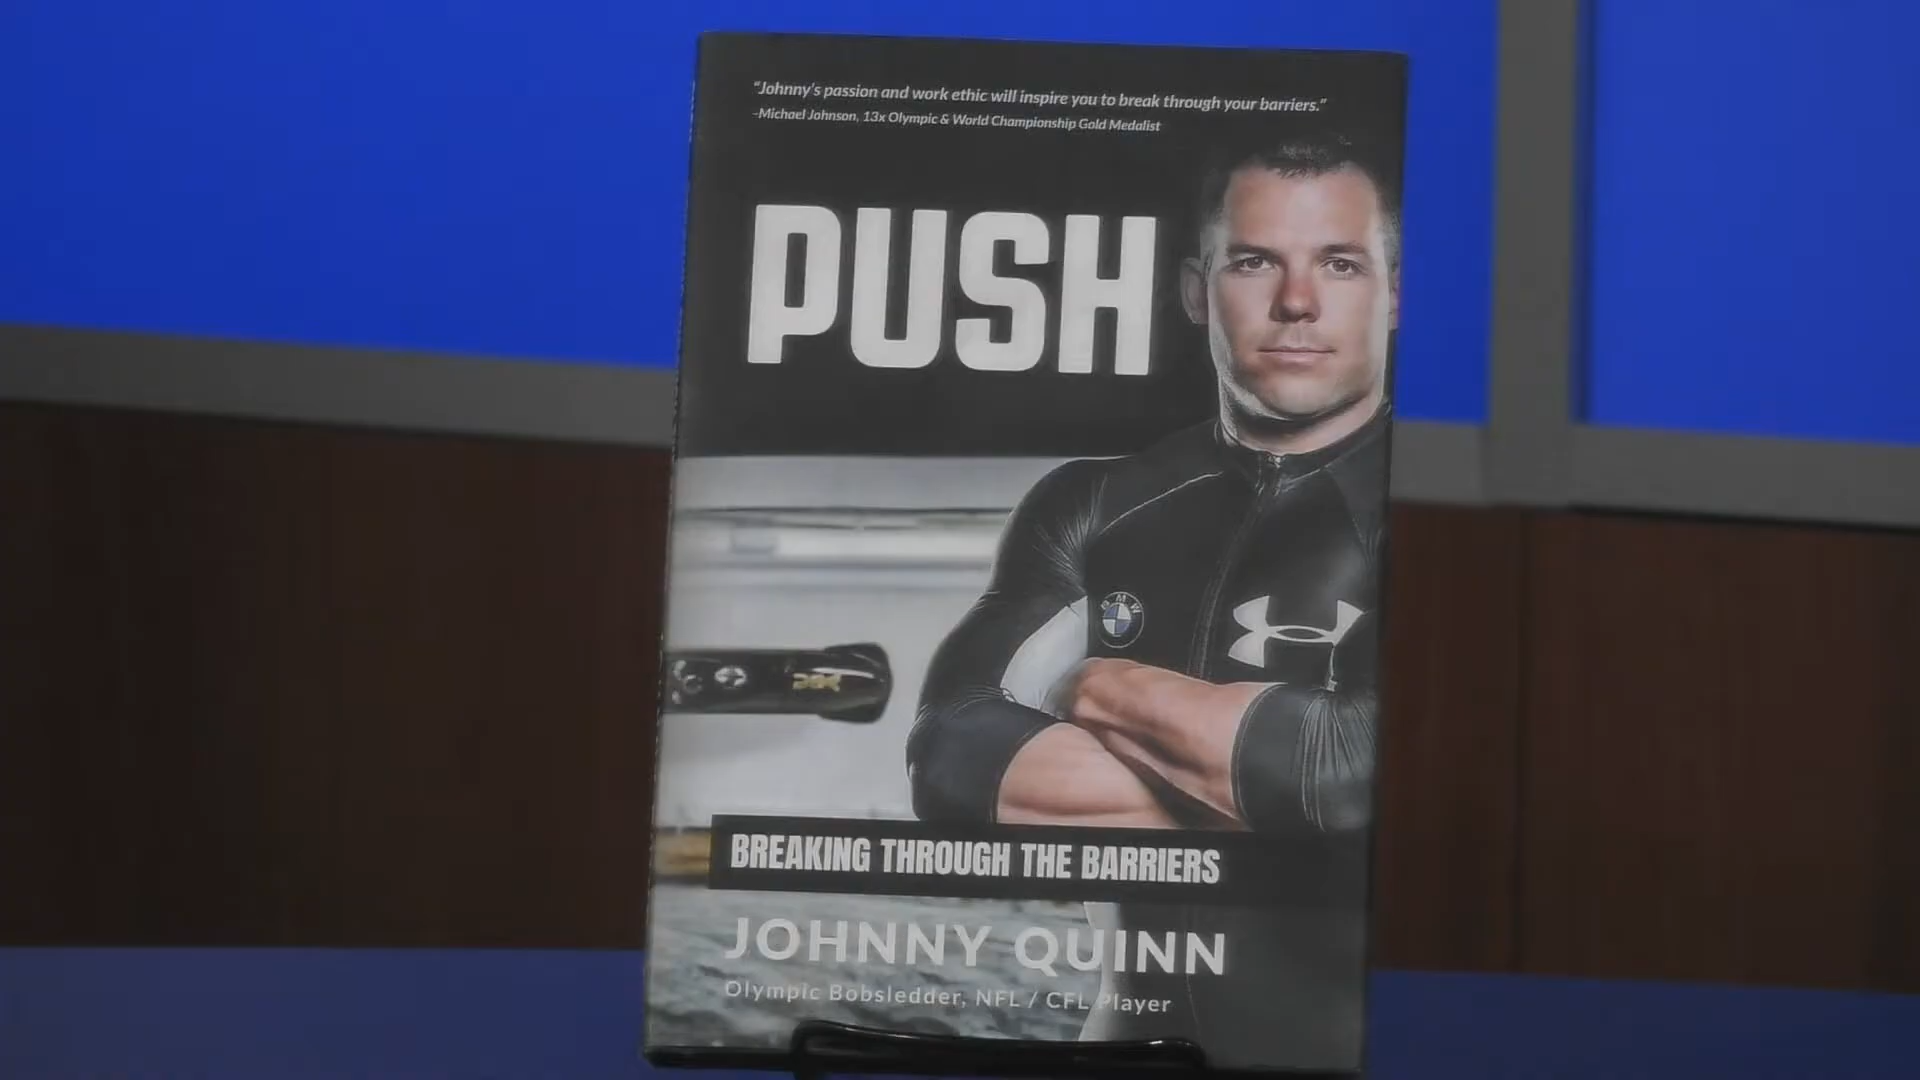 “Johnny’s passion and work ethic will inspire you to break through your barriers.”
–Michael Johnson, 13x Olympic & World Championship Gold Medalist
PUSH
BMW
BREAKING THROUGH THE BARRIERS
JOHNNY QUINN
Olympic Bobsledder, NFL / CFL Player